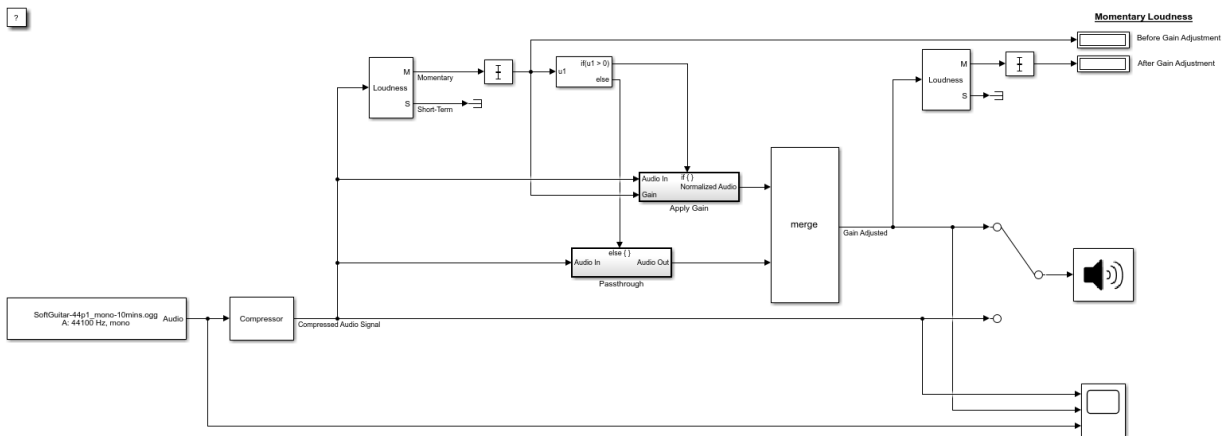 ?
Momentary Loudness
Before Gain Adjustment
After Gain Adjustment
M
Loudness
S
Momentary
Short-Term
if(u1 > 0)
u1
else
M
Loudness
S
Audio In
if { }
Normalized Audio
Gain
Apply Gain
merge
Gain Adjusted
else { }
Audio In
Audio Out
Passthrough
SoftGuitar-44p1_mono-10mins.ogg
A: 44100 Hz, mono
Audio
Compressor
Compressed Audio Signal